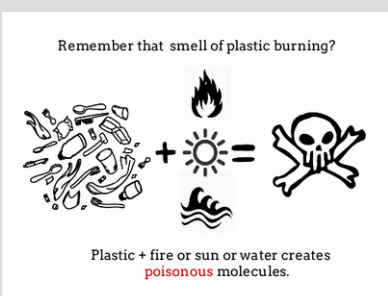 Remember that smell of plastic burning?
+ =
Plastic + fire or sun or water creates
poisonous molecules.